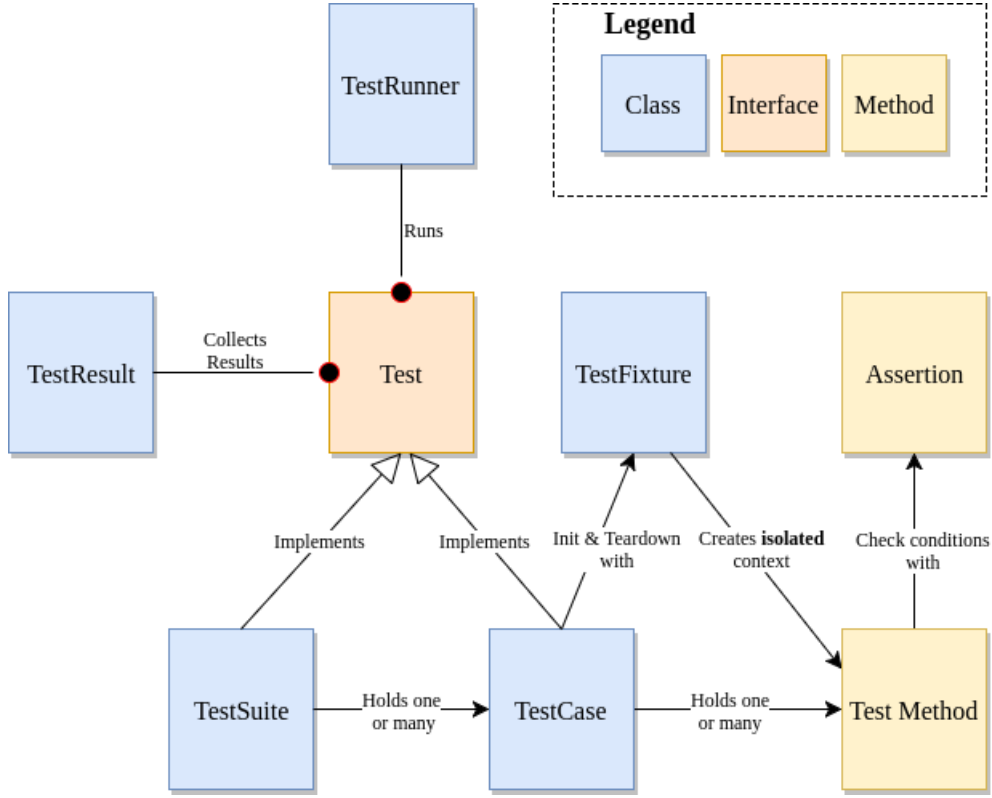 Legend
TestRunner
Class
Interface
Method
Runs
Collects
Results
TestResult
Test
TestFixture
Assertion
Implements
Implements
Init & Teardown
with
Creates isolated
context
Check conditions
with
Holds one
or many
Holds one
or many
TestSuite
TestCase
Test Method